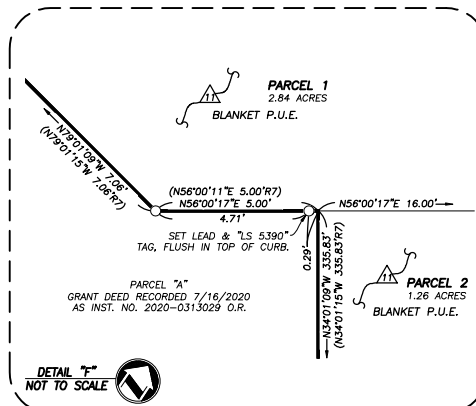 11
PARCEL 1
2.84 ACRES
BLANKET P.U.E.
N79°01'09"W 7.06'
(N79°01'15"W 7.06'R7)
(N56°00'11"E 5.00'R7)
N56°00'17"E 5.00'
N56°00'17"E 16.00'
4.71'
SET LEAD & "LS 5390"
TAG, FLUSH IN TOP OF CURB.
0.29'
N34°01'09"W 335.83'
(N34°01'15"W 335.83'R7)
PARCEL "A"
GRANT DEED RECORDED 7/16/2020
AS INST. NO. 2020-0313029 O.R.
11
PARCEL 2
1.26 ACRES
BLANKET P.U.E.
DETAIL "F"
NOT TO SCALE